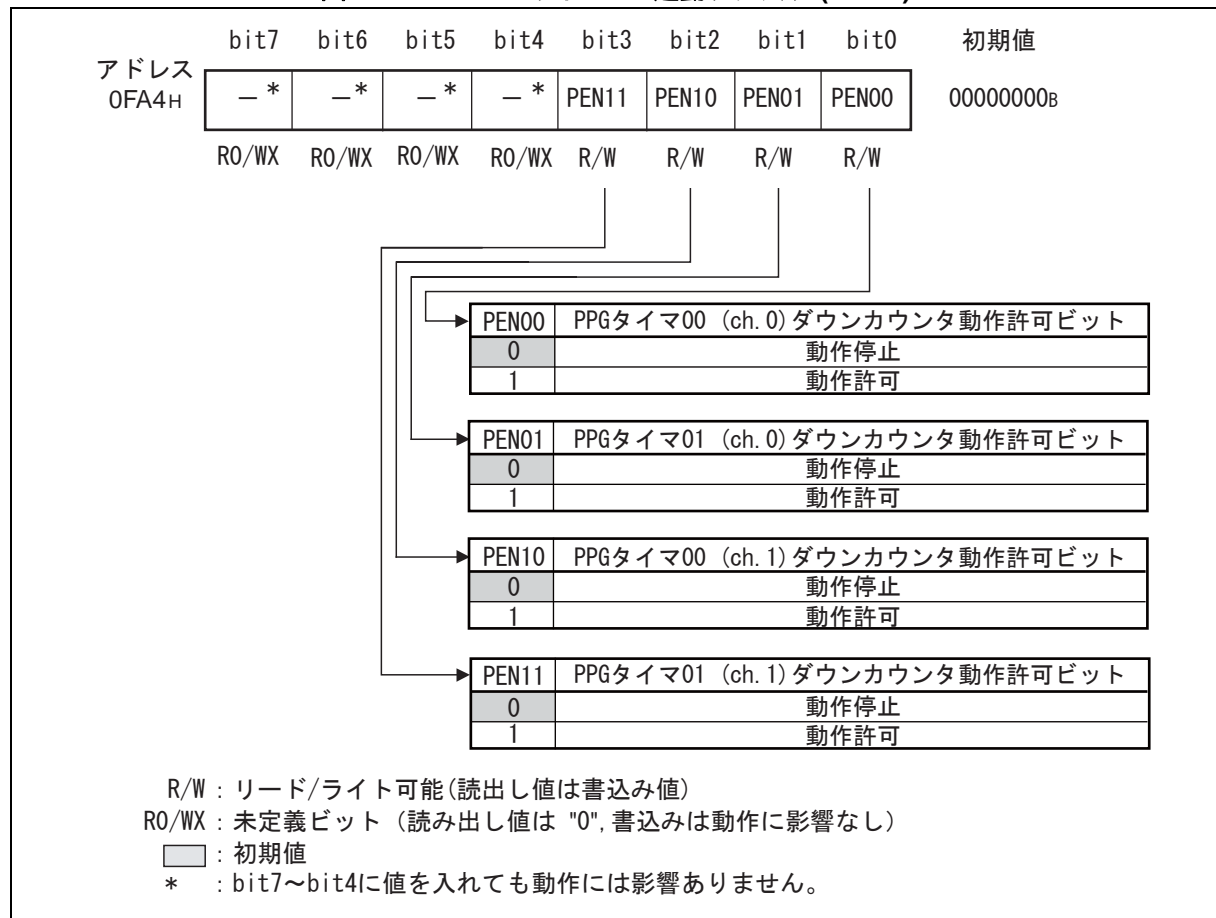 bit7 bit6 bit5 bit4 bit3 bit2 bit1 bit0 初期値
アドレス
0FA4H －* －* －* －* PEN11 PEN10 PEN01 PEN00 00000000B
R0/WX R0/WX R0/WX R0/WX R/W R/W R/W R/W
PEN00 PPGタイマ00 (ch.0)ダウンカウンタ動作許可ビット
0 動作停止
1 動作許可
PEN01 PPGタイマ01 (ch.0)ダウンカウンタ動作許可ビット
0 動作停止
1 動作許可
PEN10 PPGタイマ00 (ch.1)ダウンカウンタ動作許可ビット
0 動作停止
1 動作許可
PEN11 PPGタイマ01 (ch.1)ダウンカウンタ動作許可ビット
0 動作停止
1 動作許可
R/W : リード/ライト可能(読出し値は書込み値)
R0/WX : 未定義ビット (読み出し値は "0",書込みは動作に影響なし)
: 初期値
* : bit7～bit4に値を入れても動作には影響ありません。